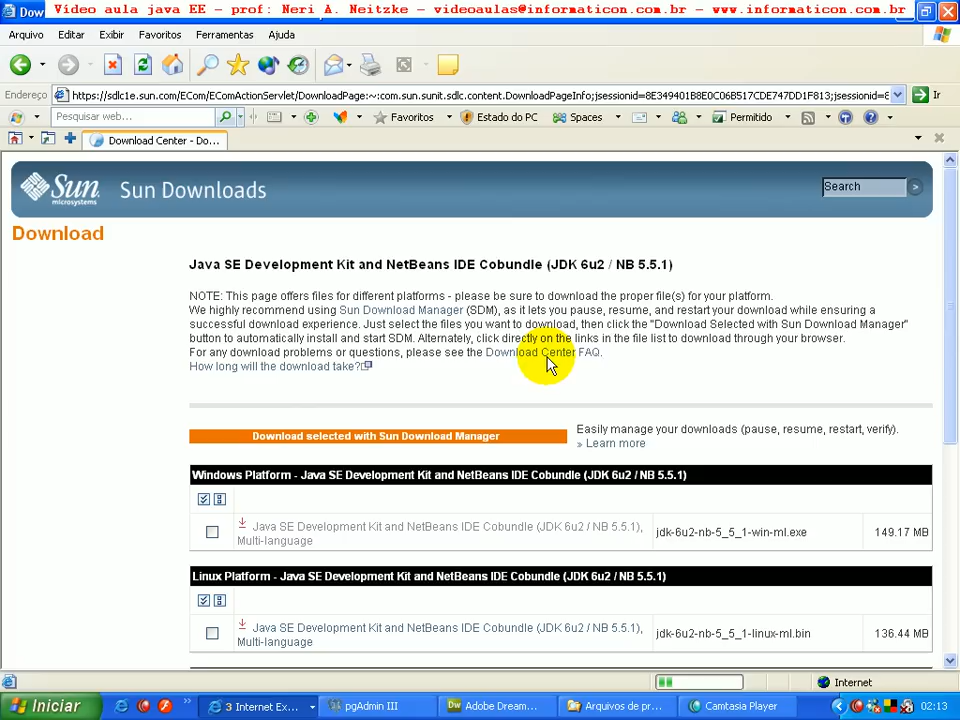 Dow
Vídeo aula java EE - prof: Neri A. Neitzke - videoaulas@informaticon.com.br - www.informaticon.com.br
Arquivo Editar Exibir Favoritos Ferramentas Ajuda
Endereço https://sdlc1e.sun.com/ECom/EComActionServlet/DownloadPage:~:com.sun.sunit.sdlc.content.DownloadPageInfo;jsessionid=8E349401B8E0C06B517CDE747DD1F813;jsessionid=8 Ir
Pesquisar web... Favoritos Estado do PC Spaces Permitido
Download Center - Do...
Sun microsystems Sun Downloads Search >
Download
Java SE Development Kit and NetBeans IDE Cobundle (JDK 6u2 / NB 5.5.1)
NOTE: This page offers files for different platforms - please be sure to download the proper file(s) for your platform.
We highly recommend using Sun Download Manager (SDM), as it lets you pause, resume, and restart your download while ensuring a
successful download experience. Just select the files you want to download, then click the "Download Selected with Sun Download Manager"
button to automatically install and start SDM. Alternately, click directly on the links in the file list to download through your browser.
For any download problems or questions, please see the Download Center FAQ.
How long will the download take?
Download selected with Sun Download Manager
Easily manage your downloads (pause, resume, restart, verify).
» Learn more
Windows Platform - Java SE Development Kit and NetBeans IDE Cobundle (JDK 6u2 / NB 5.5.1)
Java SE Development Kit and NetBeans IDE Cobundle (JDK 6u2 / NB 5.5.1),
Multi-language
jdk-6u2-nb-5_5_1-win-ml.exe 149.17 MB
Linux Platform - Java SE Development Kit and NetBeans IDE Cobundle (JDK 6u2 / NB 5.5.1)
Java SE Development Kit and NetBeans IDE Cobundle (JDK 6u2 / NB 5.5.1),
Multi-language
jdk-6u2-nb-5_5_1-linux-ml.bin 136.44 MB
Internet
Iniciar 3 Internet Ex... pgAdmin III Adobe Dream... Arquivos de pr... Camtasia Player 02:13